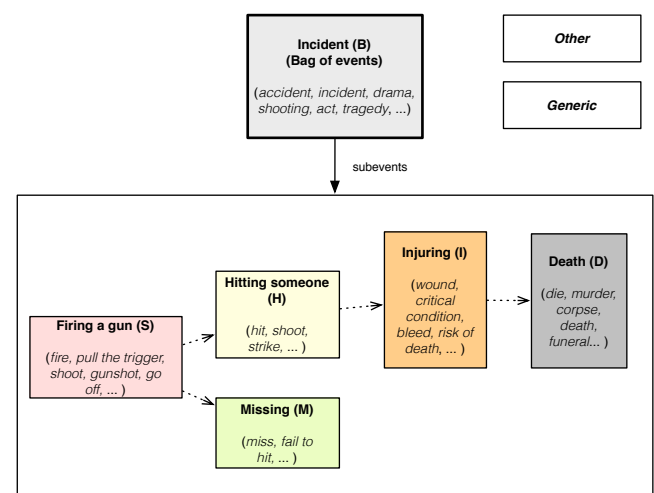 Incident (B)
(Bag of events)
(accident, incident, drama,
shooting, act, tragedy, ...)
Other
Generic
subevents
Firing a gun (S)
(fire, pull the trigger,
shoot, gunshot, go
off, ... )
Hitting someone
(H)
(hit, shoot,
strike, ... )
Missing (M)
(miss, fail to
hit, ... )
Injuring (I)
(wound,
critical
condition,
bleed, risk of
death, ... )
Death (D)
(die, murder,
corpse,
death,
funeral... )